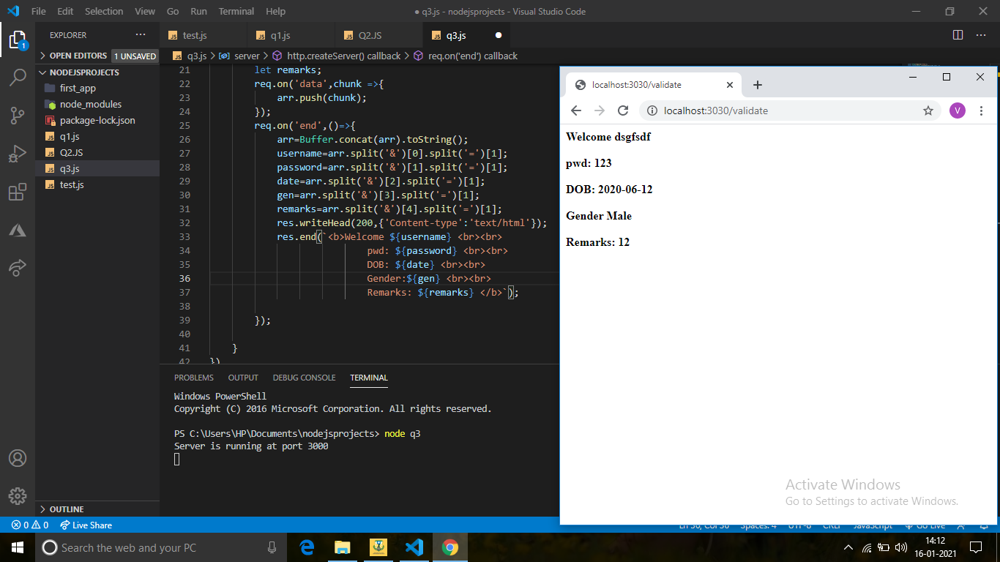 File Edit Selection View Go Run Terminal Help
● q3.js - nodejsprojects - Visual Studio Code
EXPLORER ···
test.js q1.js Q2.JS q3.js
OPEN EDITORS 1 UNSAVED
q3.js > server > http.createServer() callback > req.on('end') callback
NODEJSPROJECTS
first_app
node_modules
package-lock.json
q1.js
Q2.JS
q3.js
test.js
OUTLINE
1
21 let remarks;
22 req.on('data',chunk =>{
23 arr.push(chunk);
24 });
25 req.on('end',()=>{
26 arr=Buffer.concat(arr).toString();
27 username=arr.split('&')[0].split('=')[1];
28 password=arr.split('&')[1].split('=')[1];
29 date=arr.split('&')[2].split('=')[1];
30 gen=arr.split('&')[3].split('=')[1];
31 remarks=arr.split('&')[4].split('=')[1];
32 res.writeHead(200,{'Content-type':'text/html'});
33 res.end(`<b>Welcome ${username} <br><br>
34 pwd: ${password} <br><br>
35 DOB: ${date} <br><br>
36 Gender:${gen} <br><br>
37 Remarks: ${remarks} </b>`);
38
39 });
40
41 }
42 })
PROBLEMS OUTPUT DEBUG CONSOLE TERMINAL
Windows PowerShell
Copyright (C) 2016 Microsoft Corporation. All rights reserved.
PS C:\Users\HP\Documents\nodejsprojects> node q3
Server is running at port 3000
localhost:3030/validate
localhost:3030/validate
V
Welcome dsgfsdf
pwd: 123
DOB: 2020-06-12
Gender Male
Remarks: 12
Activate Windows
Go to Settings to activate Windows.
0 0 Live Share
Spaces: 4 UTF-8 CRLF JavaScript Go Live
Search the web and your PC
14:12
16-01-2021